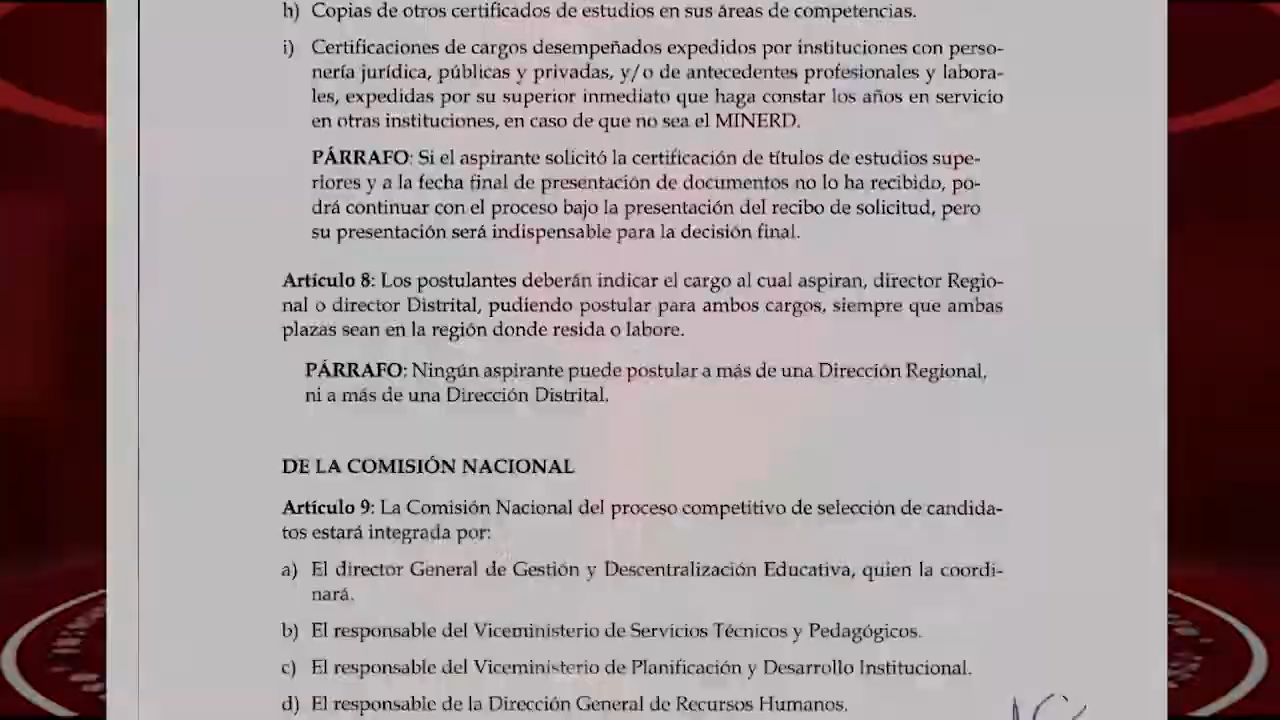 h) Copias de otros certificados de estudios en sus áreas de competencias.
i) Certificaciones de cargos desempeñados expedidos por instituciones con perso-
nería jurídica, públicas y privadas, y/o de antecedentes profesionales y labora-
les, expedidas por su superior inmediato que haga constar los años en servicio
en otras instituciones, en caso de que no sea el MINERD.
PÁRRAFO: Si el aspirante solicitó la certificación de títulos de estudios supe-
riores y a la fecha final de presentación de documentos no lo ha recibido, po-
drá continuar con el proceso bajo la presentación del recibo de solicitud, pero
su presentación será indispensable para la decisión final.
Artículo 8: Los postulantes deberán indicar el cargo al cual aspiran, director Regio-
nal o director Distrital, pudiendo postular para ambos cargos, siempre que ambas
plazas sean en la región donde resida o labore.
PÁRRAFO: Ningún aspirante puede postular a más de una Dirección Regional,
ni a más de una Dirección Distrital.
DE LA COMISIÓN NACIONAL
Artículo 9: La Comisión Nacional del proceso competitivo de selección de candida-
tos estará integrada por:
a) El director General de Gestión y Descentralización Educativa, quien la coordi-
nará.
b) El responsable del Viceministerio de Servicios Técnicos y Pedagógicos.
c) El responsable del Viceministerio de Planificación y Desarrollo Institucional.
d) El responsable de la Dirección General de Recursos Humanos.